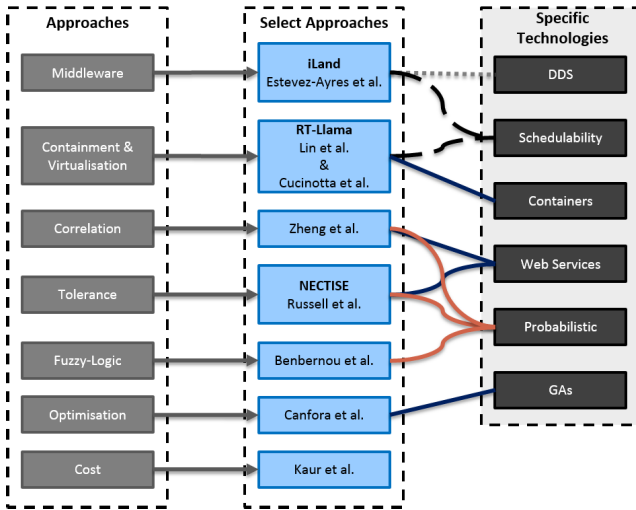 Approaches
Middleware
Containment &
Virtualisation
Correlation
Tolerance
Fuzzy-Logic
Optimisation
Cost
Select Approaches
iLand
Estevez-Ayres et al.
RT-Llama
Lin et al.
&
Cucinotta et al.
Zheng et al.
NECTISE
Russell et al.
Benbernou et al.
Canfora et al.
Kaur et al.
Specific
Technologies
DDS
Schedulability
Containers
Web Services
Probabilistic
GAs